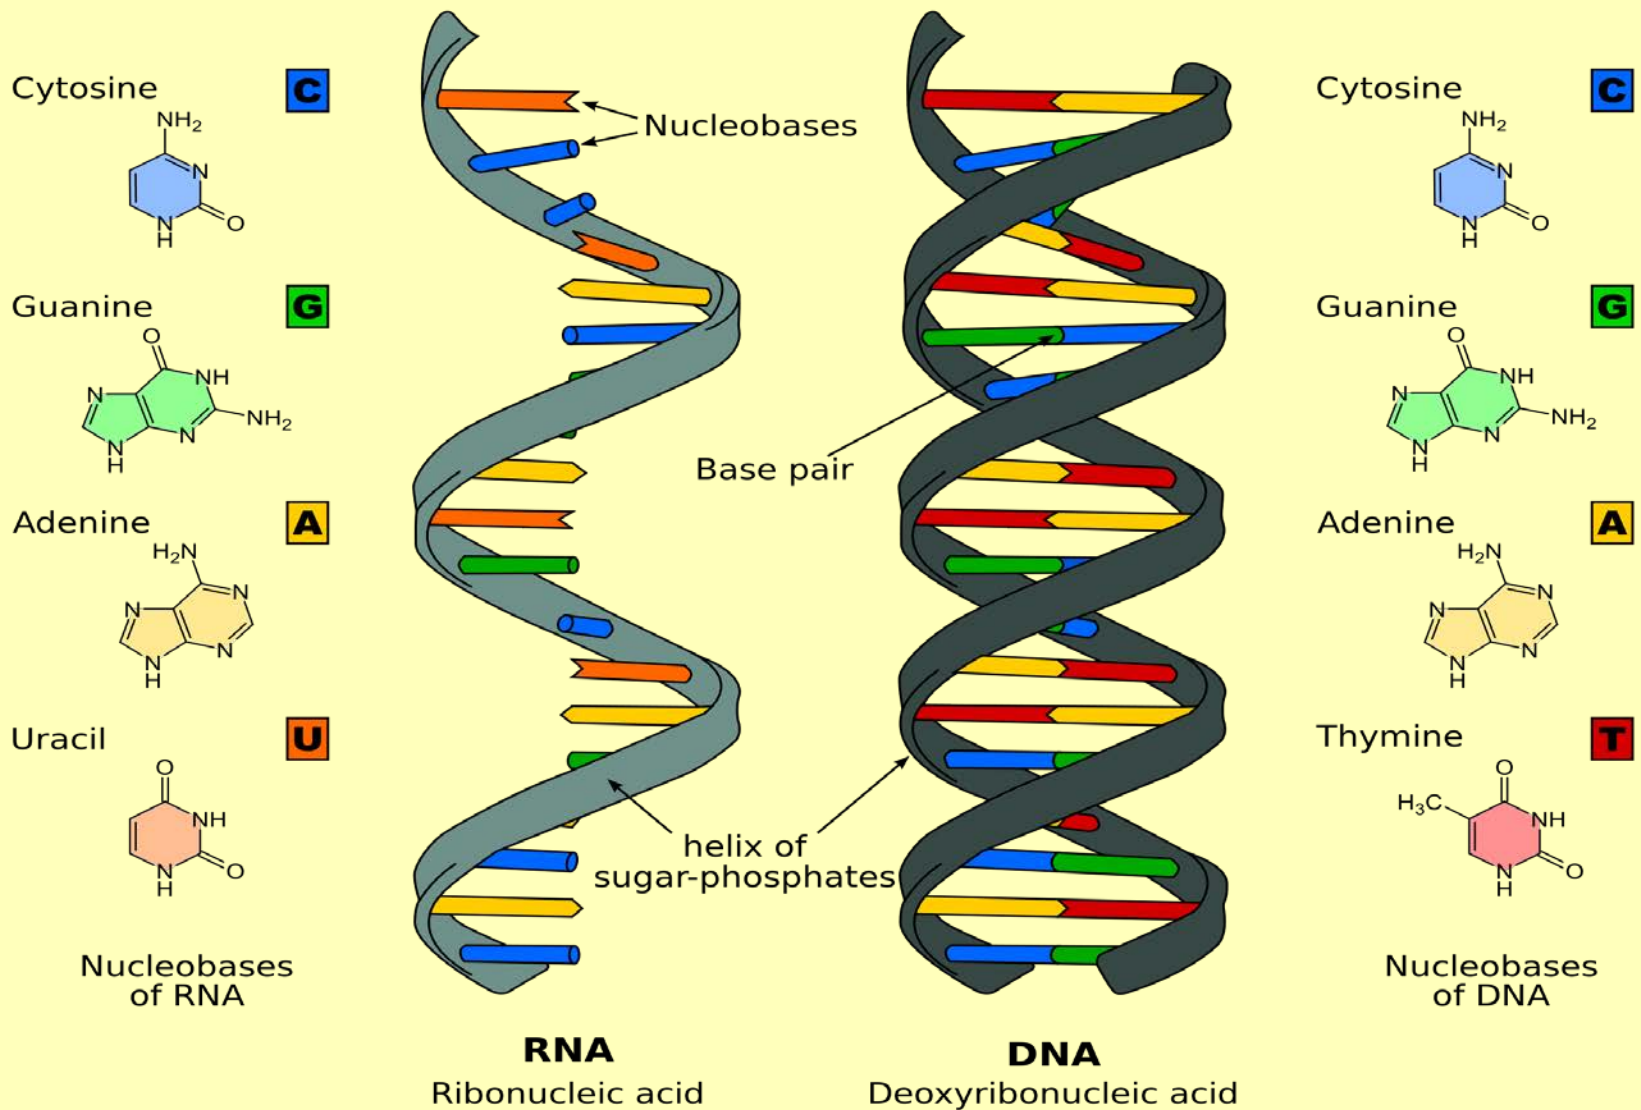 Cytosine
C
NH₂
N
N
H
O
Guanine
G
O
N
NH
N
H
N
NH₂
Adenine
A
H₂N
N
N
N
H
N
Uracil
U
O
NH
N
H
O
Nucleobases
of RNA
Nucleobases
Base pair
helix of
sugar-phosphates
RNA
Ribonucleic acid
DNA
Deoxyribonucleic acid
Cytosine
C
NH₂
N
N
H
O
Guanine
G
O
N
NH
N
H
N
NH₂
Adenine
A
H₂N
N
N
N
H
N
Thymine
T
O
H₃C
NH
N
H
O
Nucleobases
of DNA